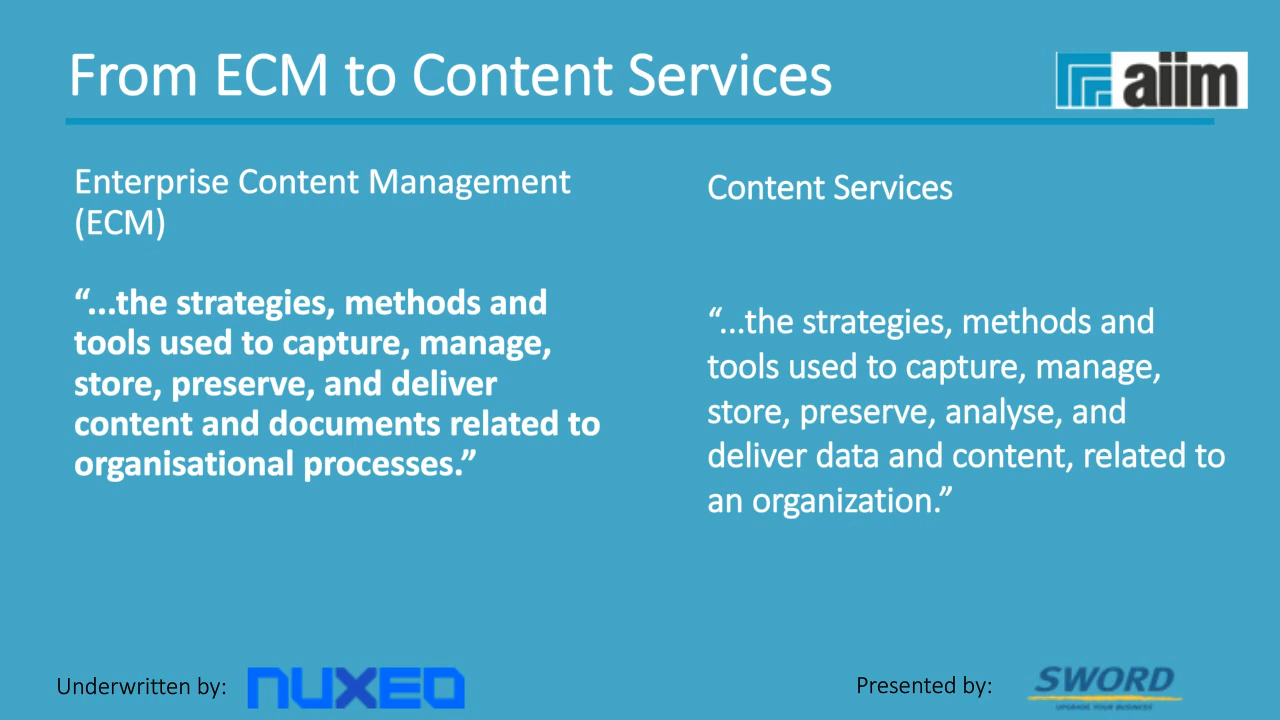 From ECM to Content Services
aiim
Enterprise Content Management
(ECM)
“...the strategies, methods and
tools used to capture, manage,
store, preserve, and deliver
content and documents related to
organisational processes.”
Content Services
“...the strategies, methods and
tools used to capture, manage,
store, preserve, analyse, and
deliver data and content, related to
an organization.”
Underwritten by:
nuxeo
Presented by:
SWORD
UPGRADE YOUR BUSINESS